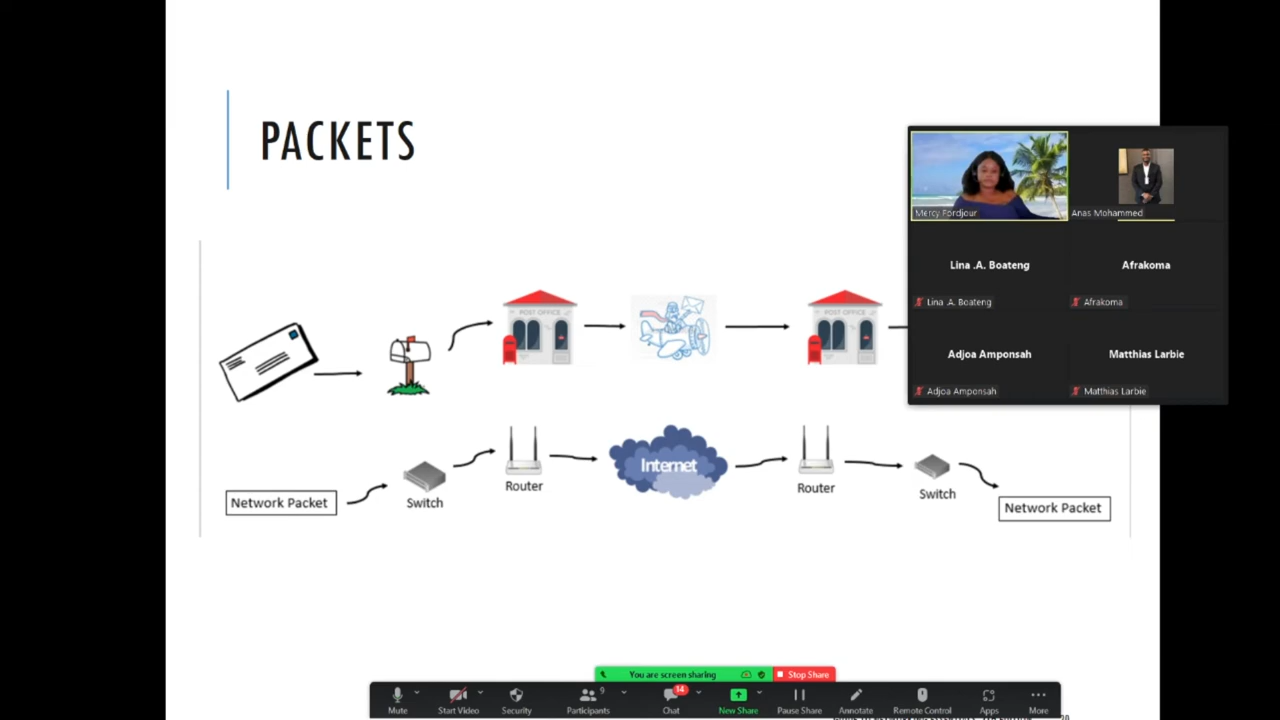 PACKETS
POST OFFICE
POST OFFICE
Network Packet
Switch
Router
Internet
Router
Switch
Network Packet
Mercy Fordjour
Anas Mohammed
Lina .A. Boateng
Afrakoma
Lina .A. Boateng
Afrakoma
Adjoa Amponsah
Matthias Larbie
Adjoa Amponsah
Matthias Larbie
You are screen sharing
Stop Share
Mute
Start Video
Security
Participants
9
Chat
14
New Share
Pause Share
Annotate
Remote Control
Apps
More